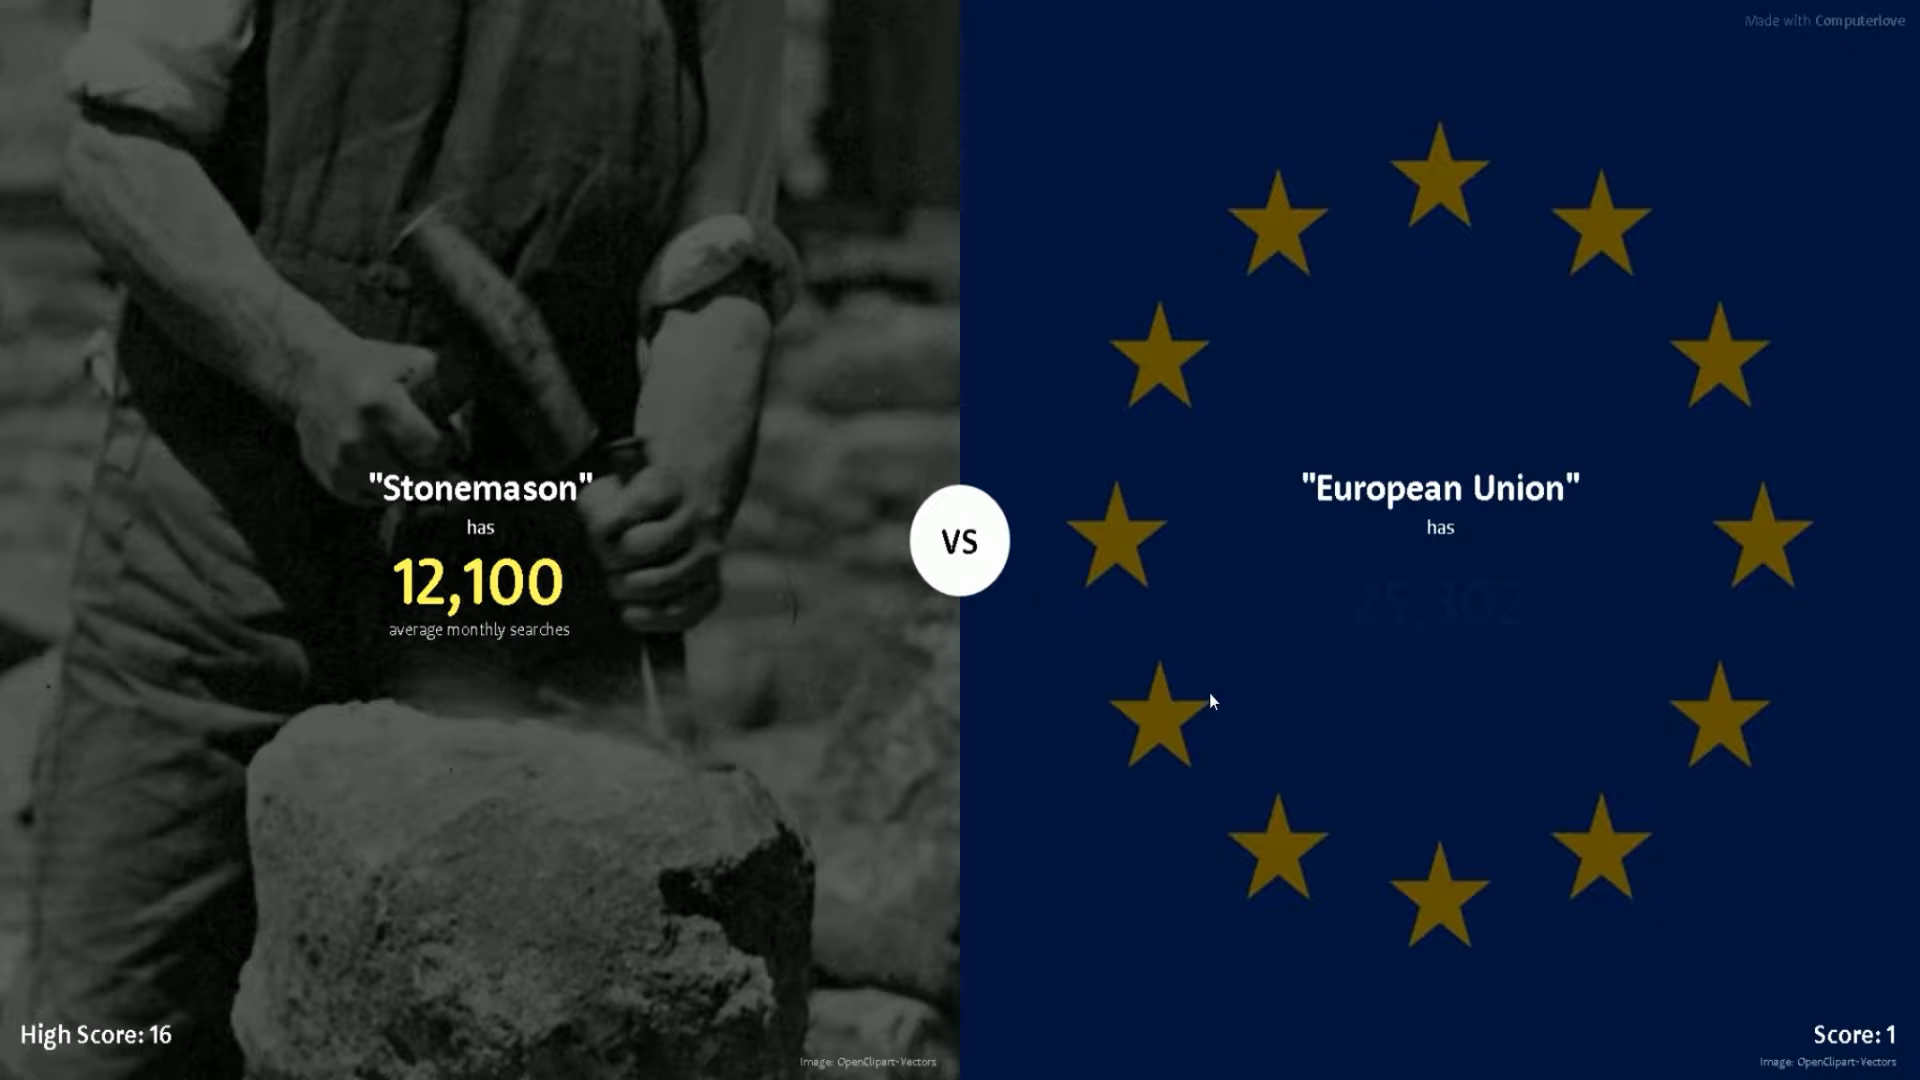 Made with Computerlove
"Stonemason"
has
12,100
average monthly searches
VS
"European Union"
has
High Score: 16
Image: OpenClipart-Vectors
Score: 1
Image: OpenClipart-Vectors